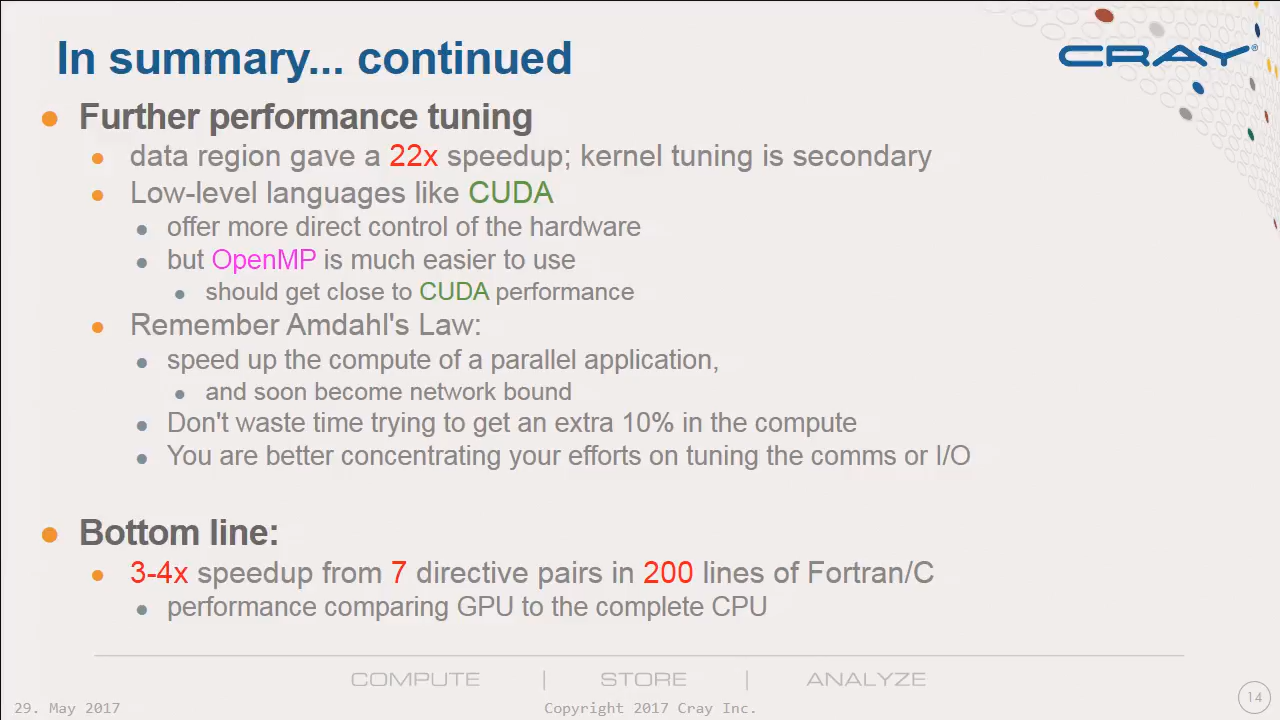 In summary... continued
CRAY®
Further performance tuning
data region gave a 22x speedup; kernel tuning is secondary
Low-level languages like CUDA
offer more direct control of the hardware
but OpenMP is much easier to use
should get close to CUDA performance
Remember Amdahl's Law:
speed up the compute of a parallel application,
and soon become network bound
Don't waste time trying to get an extra 10% in the compute
You are better concentrating your efforts on tuning the comms or I/O
Bottom line:
3-4x speedup from 7 directive pairs in 200 lines of Fortran/C
performance comparing GPU to the complete CPU
COMPUTE | STORE | ANALYZE
29. May 2017 Copyright 2017 Cray Inc. 14